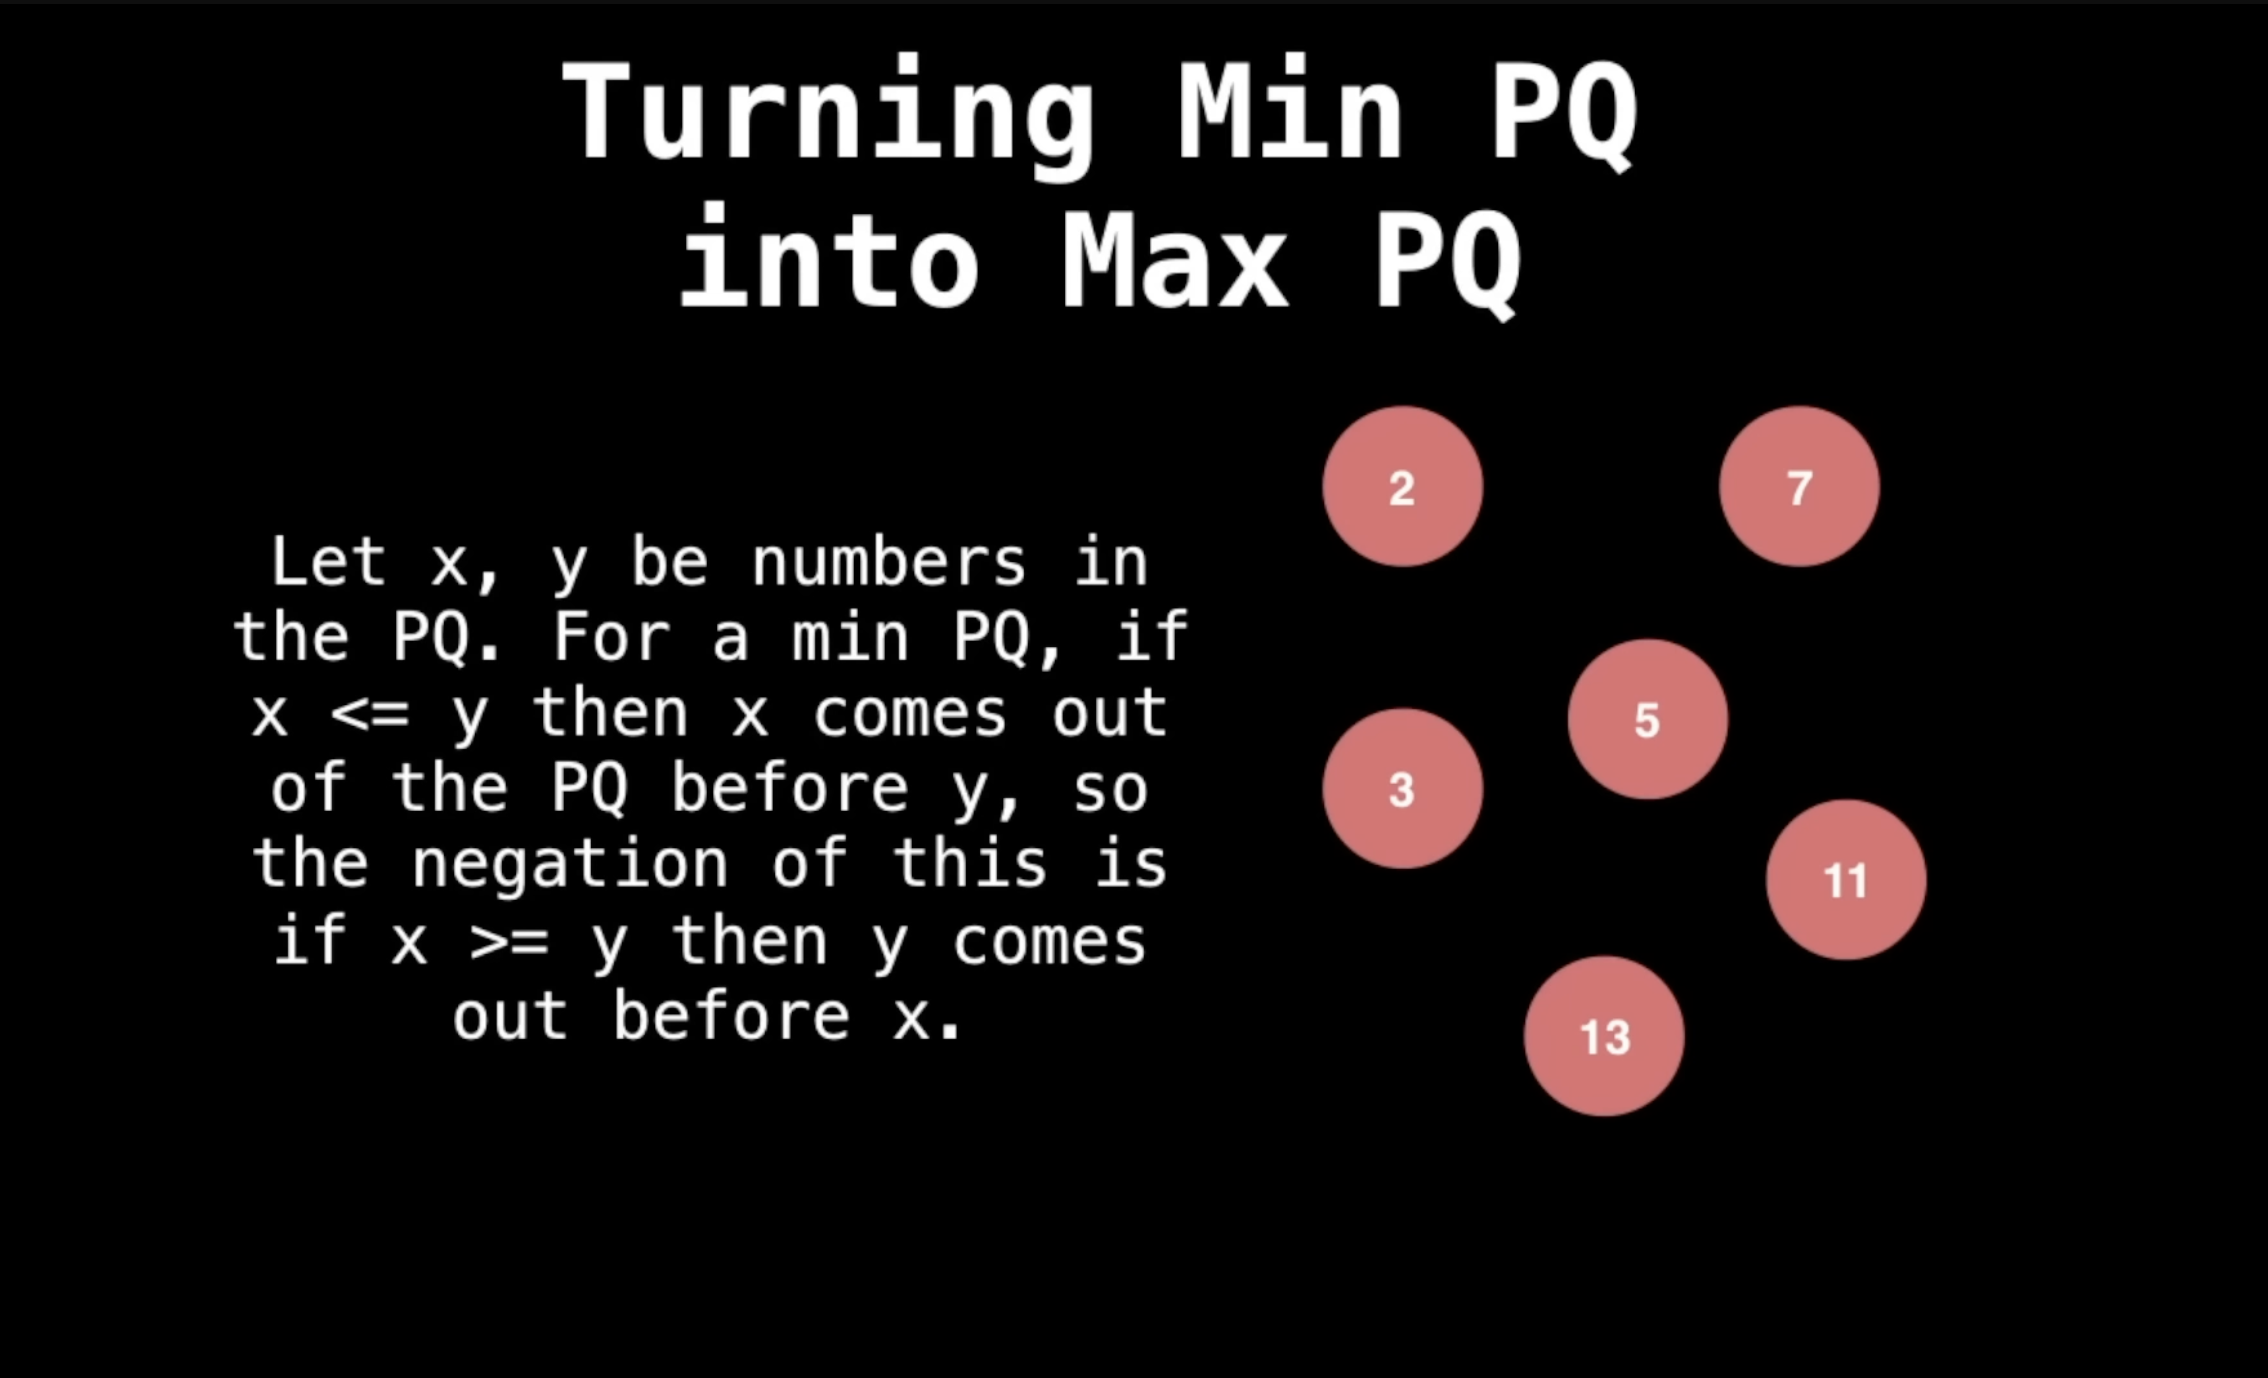 Turning Min PQ
into Max PQ
Let x, y be numbers in
the PQ. For a min PQ, if
x <= y then x comes out
of the PQ before y, so
the negation of this is
if x >= y then y comes
out before x.
2
7
5
3
11
13